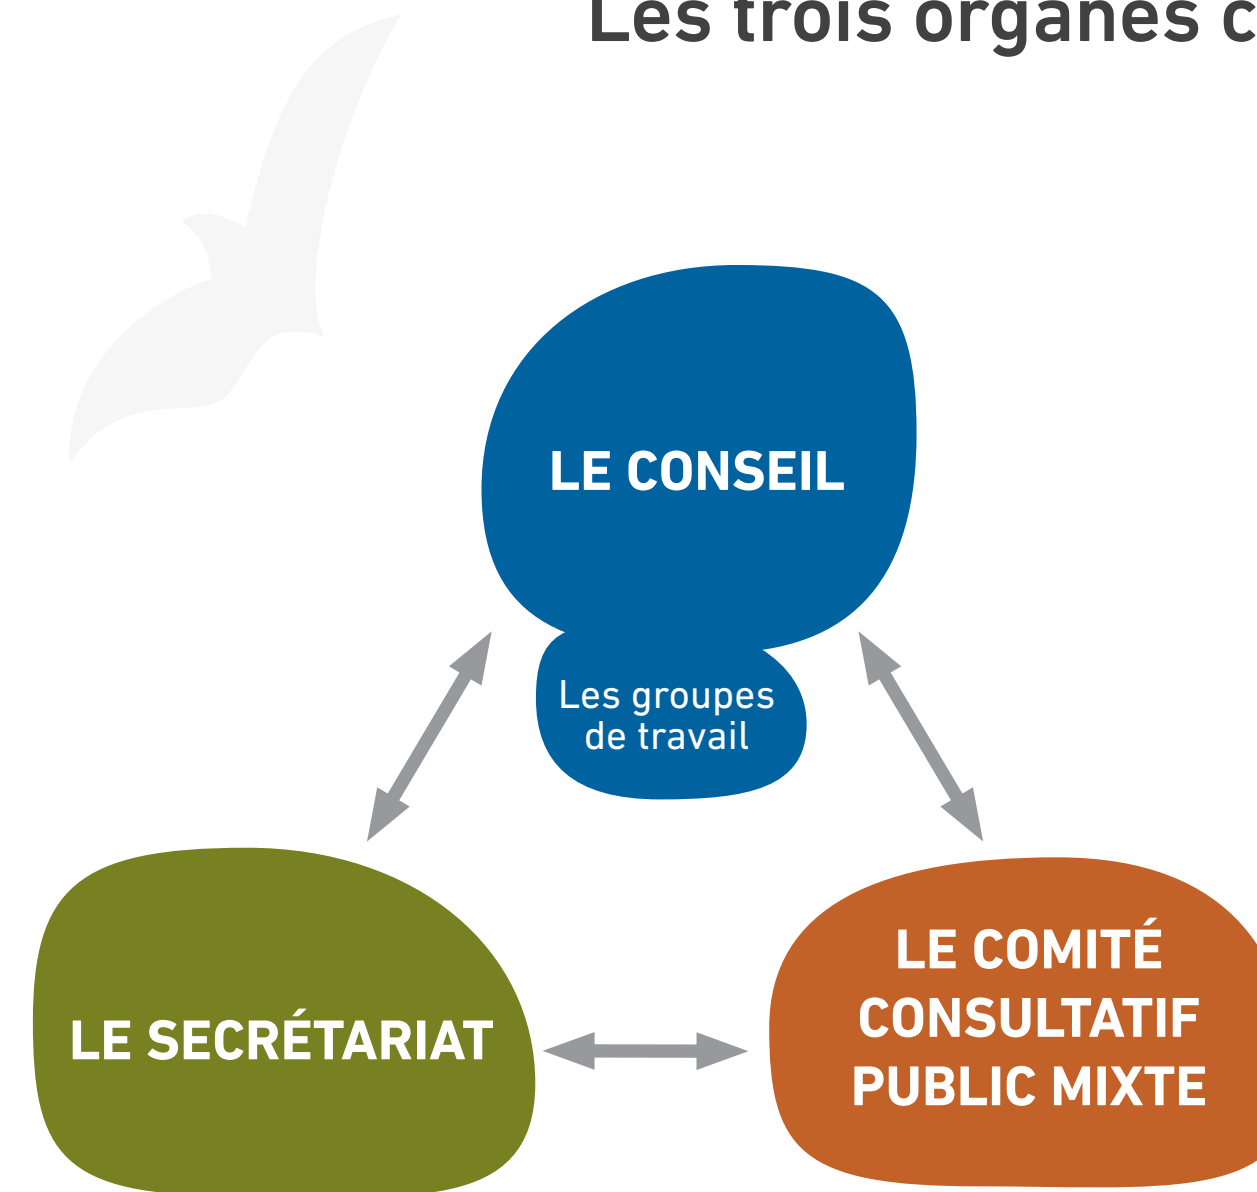 Les trois organes c
LE CONSEIL
Les groupes
de travail
LE SECRÉTARIAT
LE COMITÉ
CONSULTATIF
PUBLIC MIXTE